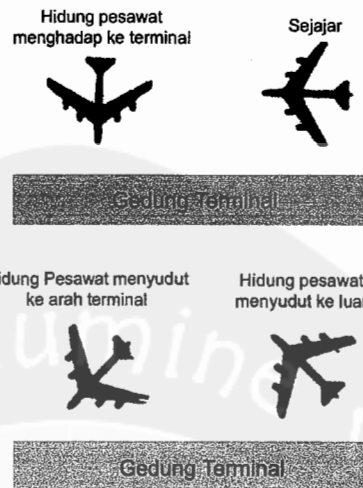 Hidung pesawat
menghadap ke terminal
Sejajar
Gedung Terminal
idung Pesawat menyudut
ke arah terminal
Hidung pesawat
menyudut ke luar
Gedung Terminal